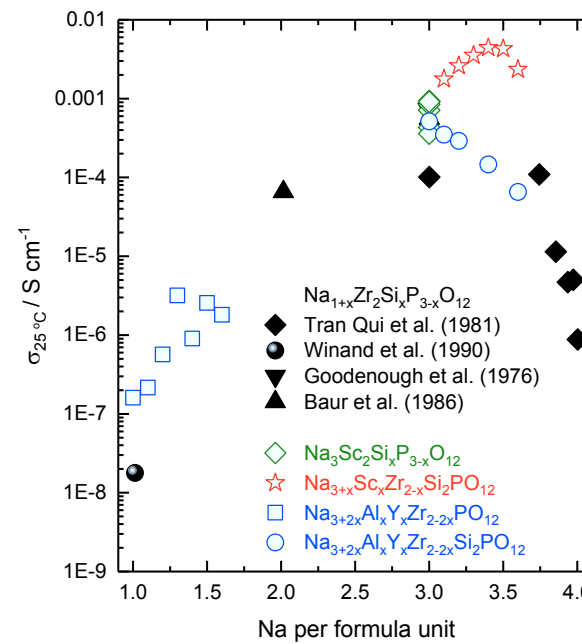 0.01
0.001
1E-4
1E-5
1E-6
1E-7
1E-8
1E-9
σ₂₅ °C / S cm⁻¹
Na₁₊ₓZr₂SiₓP₃₋ₓO₁₂
Tran Qui et al. (1981)
Winand et al. (1990)
Goodenough et al. (1976)
Baur et al. (1986)
Na₃Sc₂SiₓP₃₋ₓO₁₂
Na₃₊ₓScₓZr₂₋ₓSi₂PO₁₂
Na₃₊₂ₓAlₓYₓZr₂₋₂ₓPO₁₂
Na₃₊₂ₓAlₓYₓZr₂₋₂ₓSi₂PO₁₂
1.0 1.5 2.0 2.5 3.0 3.5 4.0
Na per formula unit